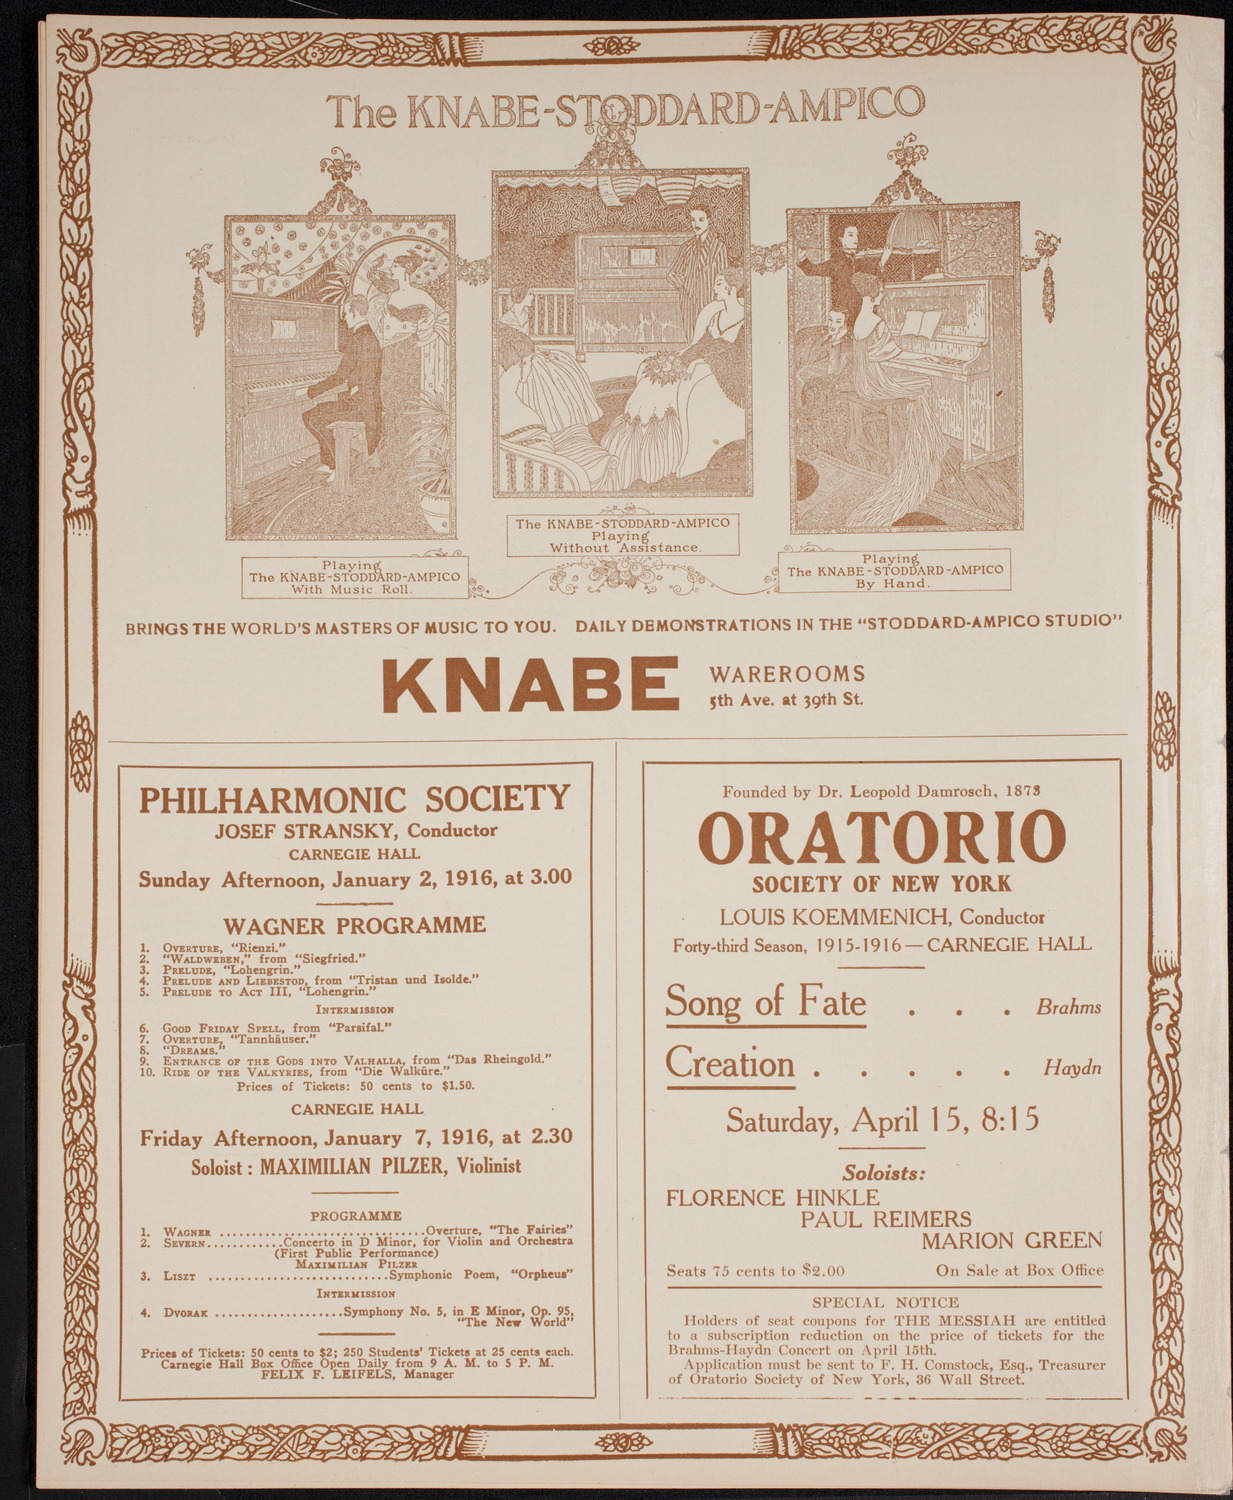 The KNABE-STODDARD-AMPICO
Playing
The KNABE-STODDARD-AMPICO
With Music Roll.
The KNABE-STODDARD-AMPICO
Playing
Without Assistance.
Playing
The KNABE-STODDARD-AMPICO
By Hand.
BRINGS THE WORLD'S MASTERS OF MUSIC TO YOU. DAILY DEMONSTRATIONS IN THE "STODDARD-AMPICO STUDIO"
KNABE WAREROOMS
5th Ave. at 39th St.
PHILHARMONIC SOCIETY
JOSEF STRANSKY, Conductor
CARNEGIE HALL
Sunday Afternoon, January 2, 1916, at 3.00
WAGNER PROGRAMME
1. OVERTURE, "Rienzi."
2. "WALDWEBEN," from "Siegfried."
3. PRELUDE, "Lohengrin."
4. PRELUDE AND LIEBESTOD, from "Tristan und Isolde."
5. PRELUDE TO ACT III, "Lohengrin."
INTERMISSION
6. GOOD FRIDAY SPELL, from "Parsifal."
7. OVERTURE, "Tannhäuser."
8. "DREAMS."
9. ENTRANCE OF THE GODS INTO VALHALLA, from "Das Rheingold."
10. RIDE OF THE VALKYRIES, from "Die Walküre."
Prices of Tickets: 50 cents to $1.50.
CARNEGIE HALL
Friday Afternoon, January 7, 1916, at 2.30
Soloist: MAXIMILIAN PILZER, Violinist
PROGRAMME
1. WAGNER ..............................Overture, "The Fairies"
2. SEVERN...........Concerto in D Minor, for Violin and Orchestra
(First Public Performance)
MAXIMILIAN PILZER
3. LISZT ..........................Symphonic Poem, "Orpheus"
INTERMISSION
4. DVORAK ...................Symphony No. 5, in E Minor, Op. 95,
"The New World"
Prices of Tickets: 50 cents to $2; 250 Students' Tickets at 25 cents each.
Carnegie Hall Box Office Open Daily from 9 A. M. to 5 P. M.
FELIX F. LEIFELS, Manager
Founded by Dr. Leopold Damrosch, 1873
ORATORIO
SOCIETY OF NEW YORK
LOUIS KOEMMENICH, Conductor
Forty-third Season, 1915-1916—CARNEGIE HALL
Song of Fate . . . Brahms
Creation . . . . . Haydn
Saturday, April 15, 8:15
Soloists:
FLORENCE HINKLE
PAUL REIMERS
MARION GREEN
Seats 75 cents to $2.00 On Sale at Box Office
SPECIAL NOTICE
Holders of seat coupons for THE MESSIAH are entitled
to a subscription reduction on the price of tickets for the
Brahms-Haydn Concert on April 15th.
Application must be sent to F. H. Comstock, Esq., Treasurer
of Oratorio Society of New York, 36 Wall Street.